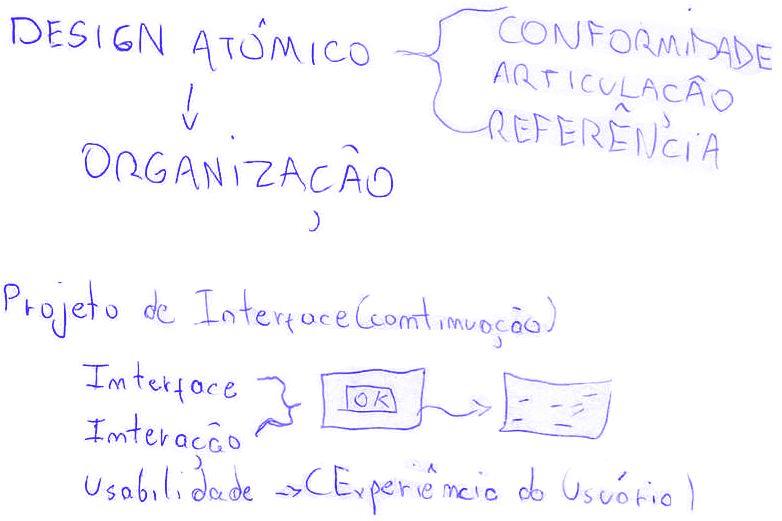 DESIGN ATÔMICO
CONFORMIDADE
ARTICULAÇÃO
REFERÊNCIA
ORGANIZAÇÃO
Projeto de Interface (continuação)
Interface
OK
Interação
Usabilidade → (Experiência do Usuário)